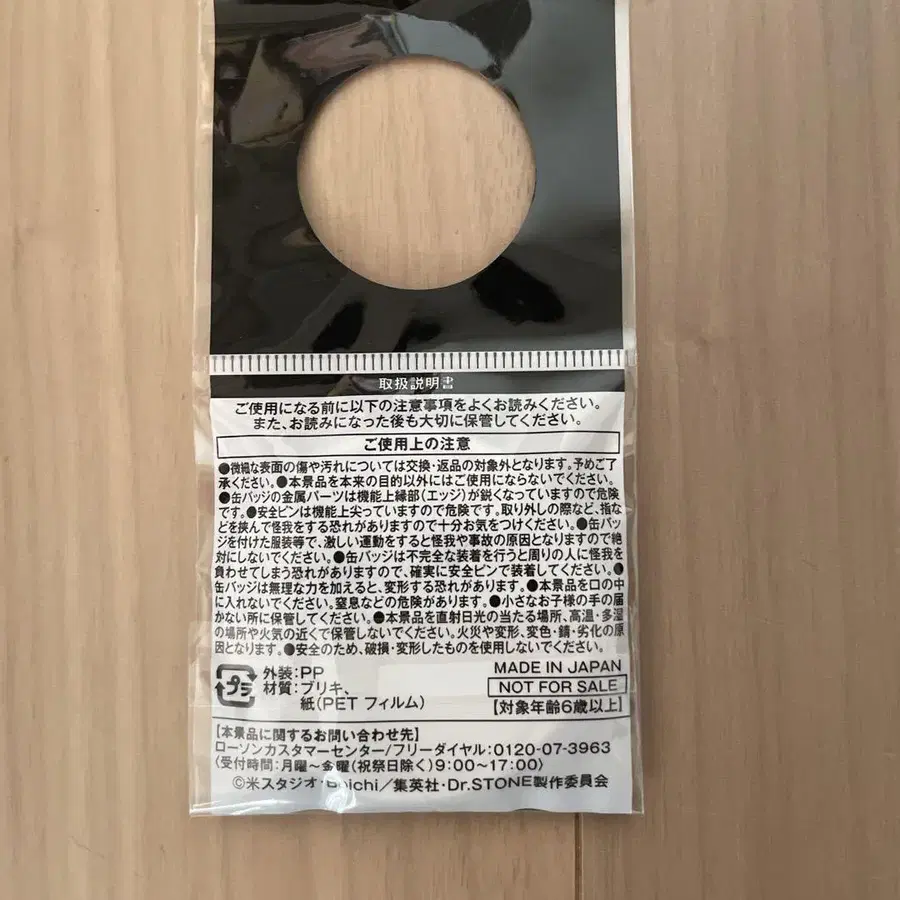 取扱説明書
ご使用になる前に以下の注意事項をよくお読みください。
また、お読みになった後も大切に保管してください。
ご使用上の注意
●微細な表面の傷や汚れについては交換・返品の対象外となります。予めご了
承ください。●本景品を本来の目的以外にはご使用にならないでください。
●缶バッジの金属パーツは機能上縁部(エッジ)が鋭くなっていますので危険
です。●安全ピンは機能上尖っていますので危険です。取り外しの際など、指な
どを挟んで怪我をする恐れがありますので十分お気をつけください。●缶バッ
ジを付けた服装等で、激しい運動をすると怪我や事故の原因となりますので絶
対にしないでください。●缶バッジは不完全な装着を行うと周りの人に怪我を
負わせてしまう恐れがありますので、確実に安全ピンで装着してください。●
缶バッジは無理な力を加えると、変形する恐れがあります。●本景品を口の中
に入れないでください。窒息などの危険があります。●小さなお子様の手の届
かない所に保管してください。●本景品を直射日光の当たる場所、高温・多湿
の場所や火気の近くで保管しないでください。火災や変形、変色・錆・劣化の原
因となります。●安全のため、破損・変形したものを使用しないでください。
プラ
外装:PP
材質:ブリキ、
紙(PET フィルム)
MADE IN JAPAN
NOT FOR SALE
【対象年齢6歳以上】
【本景品に関するお問い合わせ先】
ローソンカスタマーセンター/フリーダイヤル:0120-07-3963
〈受付時間:月曜~金曜(祝祭日除く)9:00~17:00〉
©米スタジオ・Boichi/集英社・Dr.STONE製作委員会